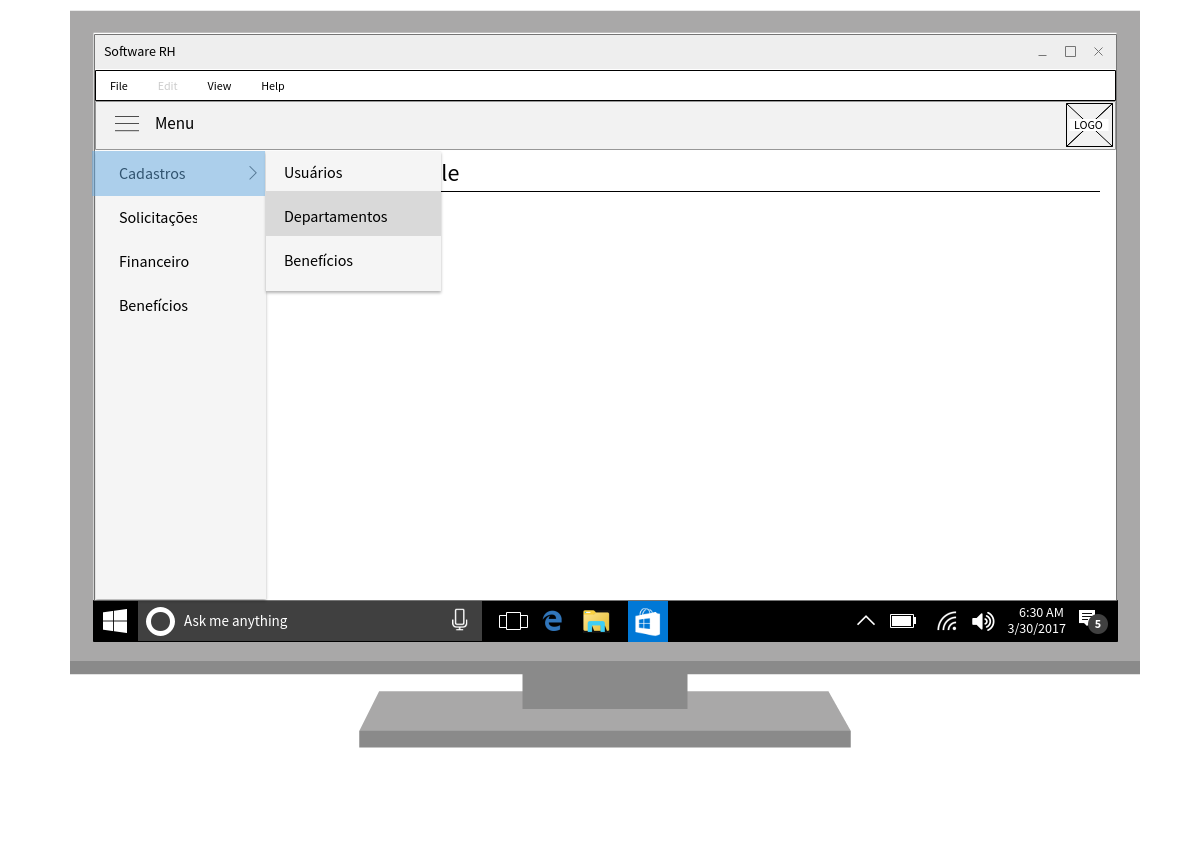 Software RH
File Edit View Help
Menu
LOGO
Cadastros
Usuários
le
Solicitações
Departamentos
Financeiro
Benefícios
Benefícios
Ask me anything
6:30 AM
3/30/2017
5